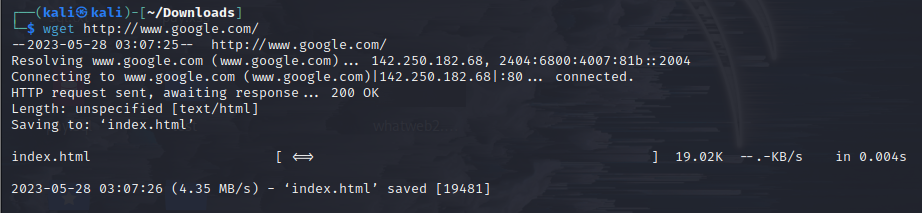 ┌──(kali㉿kali)-[~/Downloads]
└─$ wget http://www.google.com/
--2023-05-28 03:07:25--  http://www.google.com/
Resolving www.google.com (www.google.com)... 142.250.182.68, 2404:6800:4007:81b::2004
Connecting to www.google.com (www.google.com)|142.250.182.68|:80... connected.
HTTP request sent, awaiting response... 200 OK
Length: unspecified [text/html]
Saving to: ‘index.html’
whatweb2...
index.html                       [ <=>                                          ]  19.02K  --.-KB/s    in 0.004s
2023-05-28 03:07:26 (4.35 MB/s) - ‘index.html’ saved [19481]